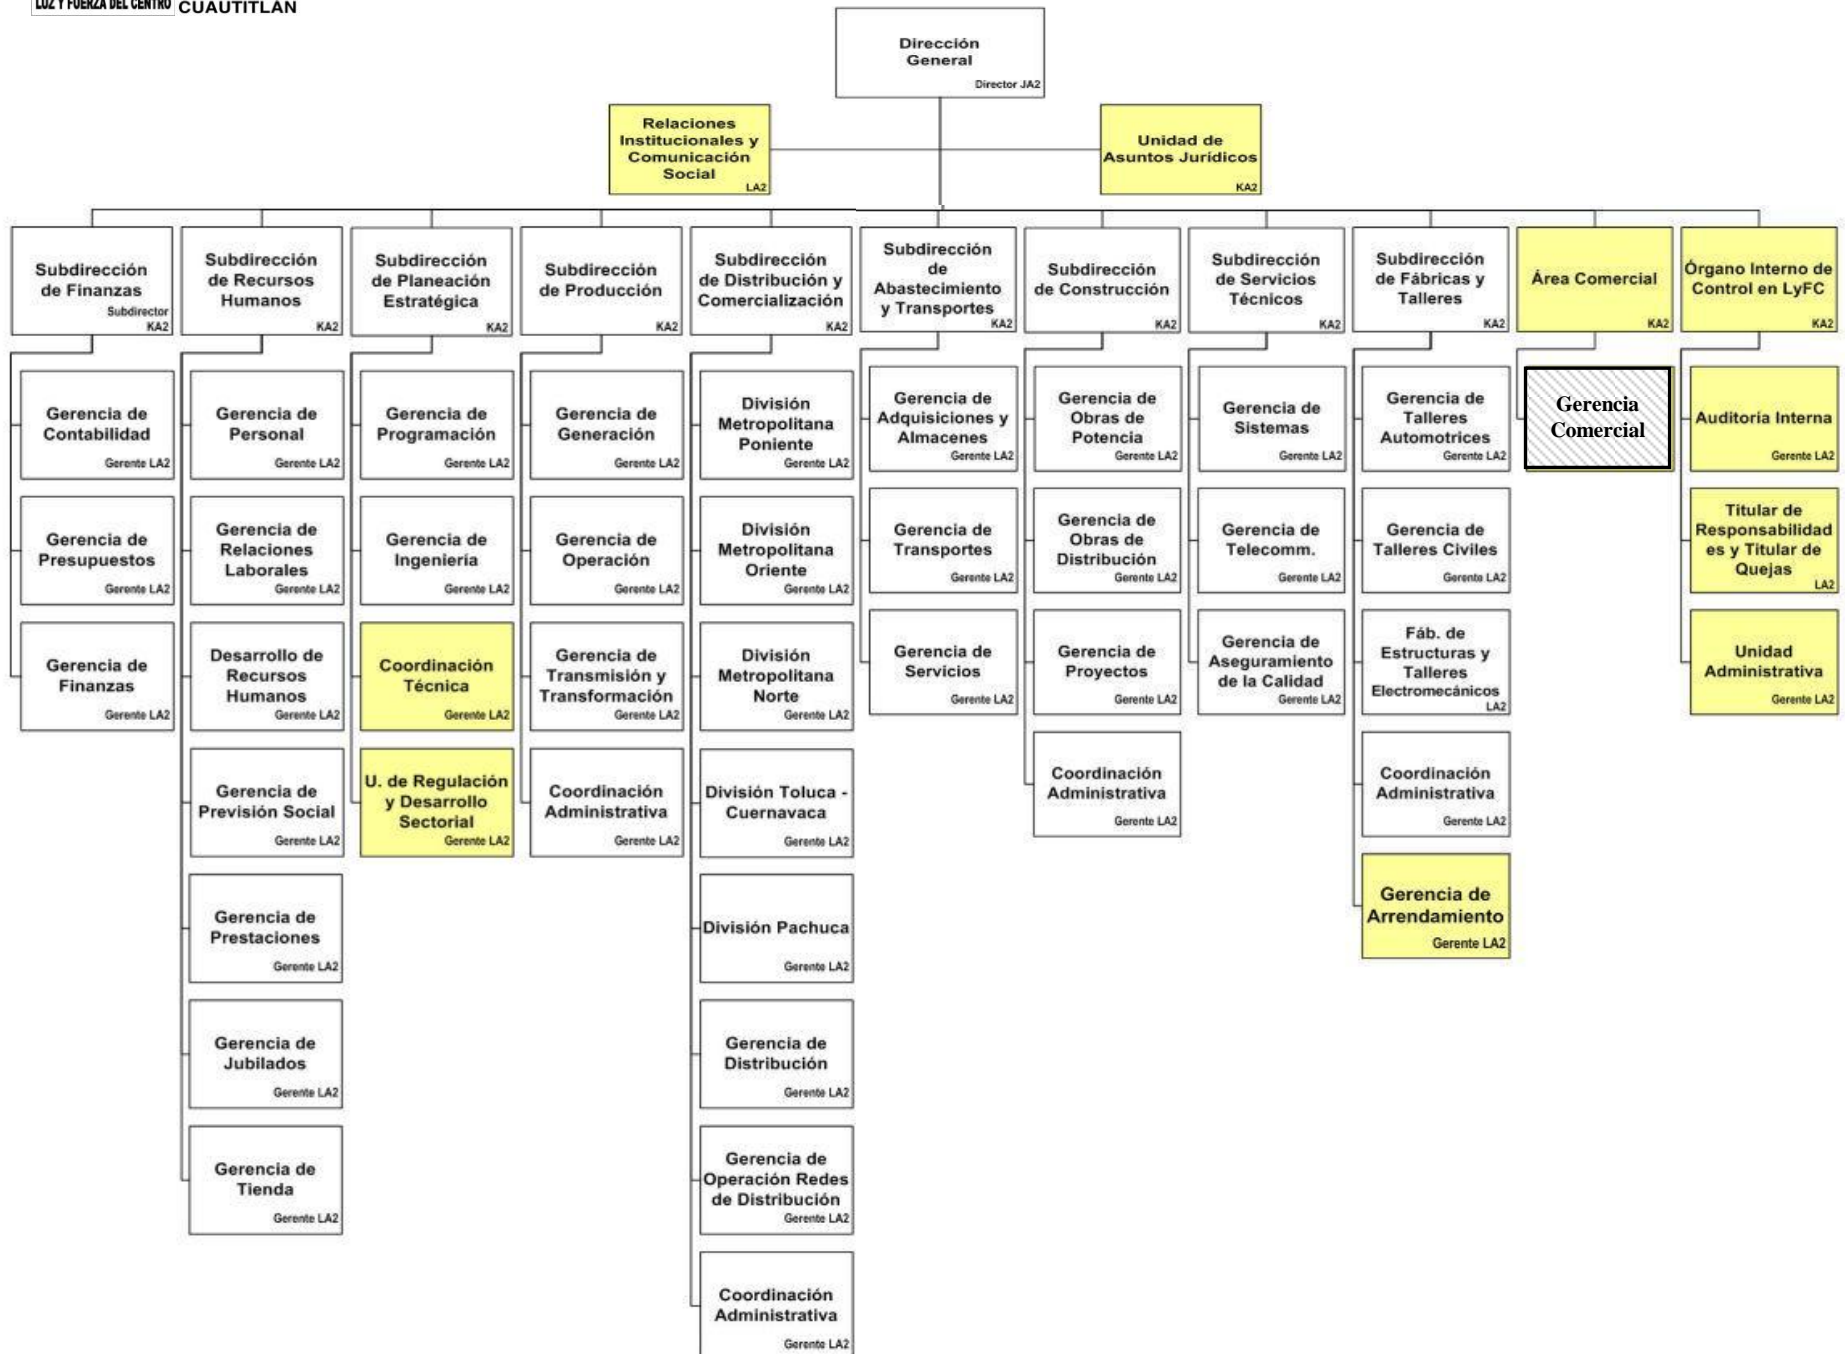 LUZ Y FUERZA DEL CENTRO
CUAUTITLÁN
Dirección
General
Director JA2
Relaciones
Institucionales y
Comunicación
Social
LA2
Unidad de
Asuntos Jurídicos
KA2
Subdirección
de Finanzas
Subdirector
KA2
Subdirección
de Recursos
Humanos
KA2
Subdirección
de Planeación
Estratégica
KA2
Subdirección
de Producción
KA2
Subdirección
de Distribución y
Comercialización
KA2
Subdirección
de
Abastecimiento
y Transportes
KA2
Subdirección
de Construcción
KA2
Subdirección
de Servicios
Técnicos
KA2
Subdirección
de Fábricas y
Talleres
KA2
Área Comercial
KA2
Órgano Interno de
Control en LyFC
KA2
Gerencia de
Contabilidad
Gerente LA2
Gerencia de
Presupuestos
Gerente LA2
Gerencia de
Finanzas
Gerente LA2
Gerencia de
Personal
Gerente LA2
Gerencia de
Relaciones
Laborales
Gerente LA2
Desarrollo de
Recursos
Humanos
Gerente LA2
Gerencia de
Previsión Social
Gerente LA2
Gerencia de
Prestaciones
Gerente LA2
Gerencia de
Jubilados
Gerente LA2
Gerencia de
Tienda
Gerente LA2
Gerencia de
Programación
Gerente LA2
Gerencia de
Ingeniería
Gerente LA2
Coordinación
Técnica
Gerente LA2
U. de Regulación
y Desarrollo
Sectorial
Gerente LA2
Gerencia de
Generación
Gerente LA2
Gerencia de
Operación
Gerente LA2
Gerencia de
Transmisión y
Transformación
Gerente LA2
Coordinación
Administrativa
Gerente LA2
División
Metropolitana
Poniente
Gerente LA2
División
Metropolitana
Oriente
Gerente LA2
División
Metropolitana
Norte
Gerente LA2
División Toluca -
Cuernavaca
Gerente LA2
División Pachuca
Gerente LA2
Gerencia de
Distribución
Gerente LA2
Gerencia de
Operación Redes
de Distribución
Gerente LA2
Coordinación
Administrativa
Gerente LA2
Gerencia de
Adquisiciones y
Almacenes
Gerente LA2
Gerencia de
Transportes
Gerente LA2
Gerencia de
Servicios
Gerente LA2
Gerencia de
Obras de
Potencia
Gerente LA2
Gerencia de
Obras de
Distribución
Gerente LA2
Gerencia de
Proyectos
Gerente LA2
Coordinación
Administrativa
Gerente LA2
Gerencia de
Sistemas
Gerente LA2
Gerencia de
Telecomm.
Gerente LA2
Gerencia de
Aseguramiento
de la Calidad
Gerente LA2
Gerencia de
Talleres
Automotrices
Gerente LA2
Gerencia de
Talleres Civiles
Gerente LA2
Fáb. de
Estructuras y
Talleres
Electromecánicos
LA2
Coordinación
Administrativa
Gerente LA2
Gerencia de
Arrendamiento
Gerente LA2
Gerencia
Comercial
Auditoría Interna
Gerente LA2
Titular de
Responsabilidad
es y Titular de
Quejas
LA2
Unidad
Administrativa
Gerente LA2